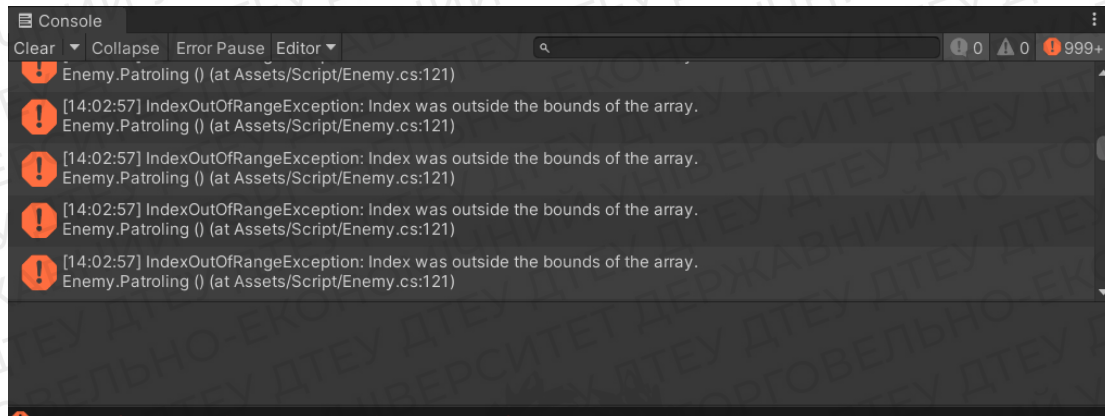 Console
Clear Collapse Error Pause Editor 0 0 999+
Enemy.Patroling () (at Assets/Script/Enemy.cs:121)
[14:02:57] IndexOutOfRangeException: Index was outside the bounds of the array.
Enemy.Patroling () (at Assets/Script/Enemy.cs:121)
[14:02:57] IndexOutOfRangeException: Index was outside the bounds of the array.
Enemy.Patroling () (at Assets/Script/Enemy.cs:121)
[14:02:57] IndexOutOfRangeException: Index was outside the bounds of the array.
Enemy.Patroling () (at Assets/Script/Enemy.cs:121)
[14:02:57] IndexOutOfRangeException: Index was outside the bounds of the array.
Enemy.Patroling () (at Assets/Script/Enemy.cs:121)